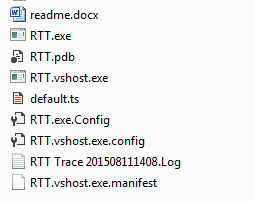 readme.docx
RTT.exe
RTT.pdb
RTT.vshost.exe
default.ts
RTT.exe.Config
RTT.vshost.exe.config
RTT Trace 201508111408.Log
RTT.vshost.exe.manifest